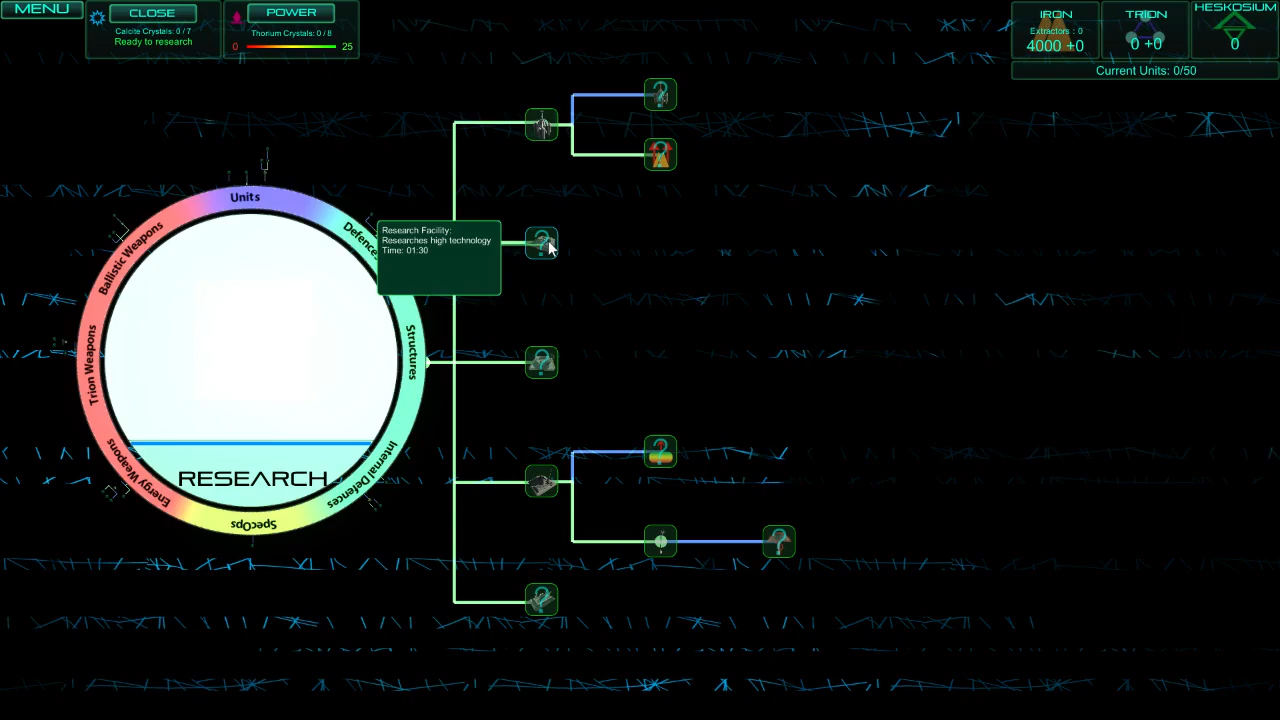 MENU
CLOSE
Calcite Crystals: 0 / 7
Ready to research
POWER
Thorium Crystals: 0 / 8
0
25
IRON
Extractors : 0
4000 +0
TRION
0 +0
HESKOSIUM
0
Current Units: 0/50
Units
Defences
Structures
Internal Defences
SpecOps
Energy Weapons
Trion Weapons
Ballistic Weapons
RESEARCH
Research Facility:
Researches high technology
Time: 01:30